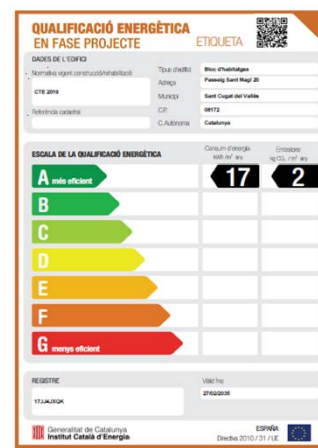 QUALIFICACIÓ ENERGÈTICA
EN FASE PROJECTE
ETIQUETA
DADES DE L'EDIFICI
Normativa vigent construcció/rehabilitació
CTE 2019
Referència cadastral
Tipus d'edifici
Bloc d'habitatges
Adreça
Passeig Sant Magí 20
Municipi
Sant Cugat del Vallès
C.P.
08172
C.Autònoma
Catalunya
ESCALA DE LA QUALIFICACIÓ ENERGÈTICA
Consum d'energia
kWh /m² any
Emissions
kg CO₂ / m² any
A més eficient
17
2
B
C
D
E
F
G menys eficient
REGISTRE
Vàlid fins
27/02/2035
Generalitat de Catalunya
Institut Català d'Energia
ESPAÑA
Directiva 2010 / 31 / UE